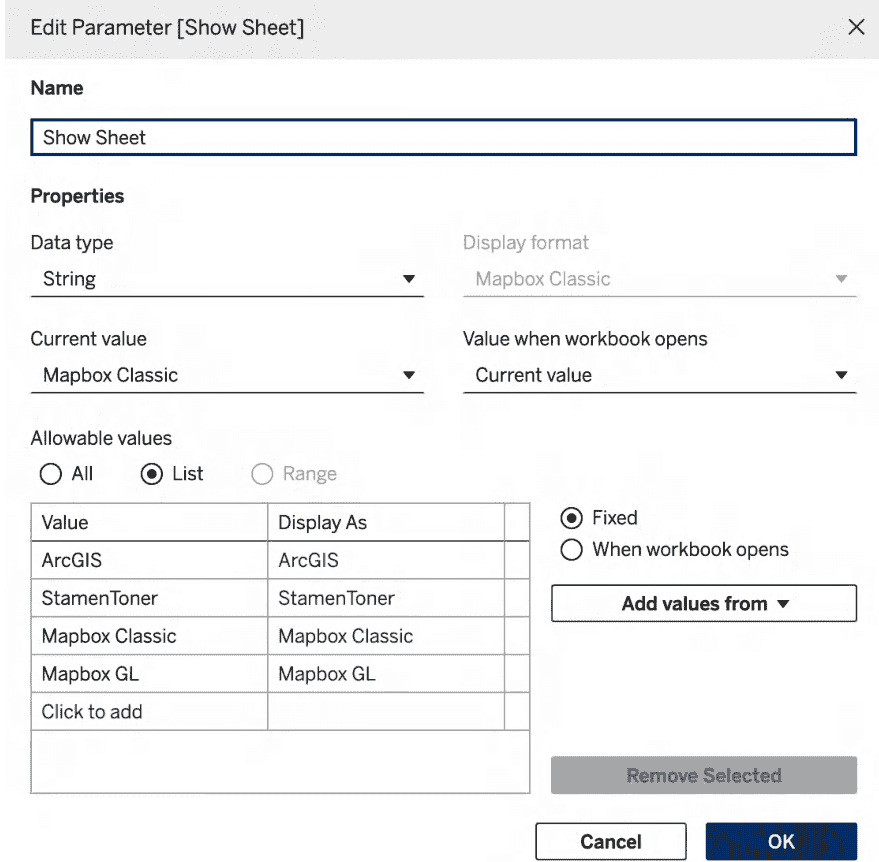 Edit Parameter [Show Sheet]
Name
Show Sheet
Properties
Data type Display format
String Mapbox Classic
Current value Value when workbook opens
Mapbox Classic Current value
Allowable values
All List Range
Value Display As
ArcGIS ArcGIS
StamenToner StamenToner
Mapbox Classic Mapbox Classic
Mapbox GL Mapbox GL
Click to add
Fixed
When workbook opens
Add values from
Remove Selected
Cancel OK